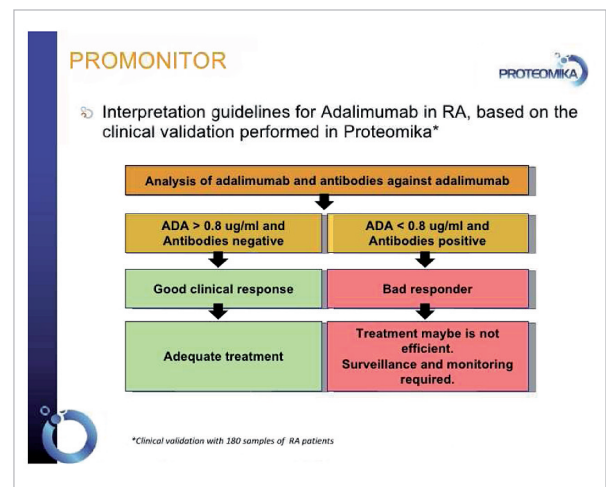 PROMONITOR
PROTEOMIKA
Interpretation guidelines for Adalimumab in RA, based on the
clinical validation performed in Proteomika*
Analysis of adalimumab and antibodies against adalimumab
ADA > 0.8 ug/ml and
Antibodies negative
ADA < 0.8 ug/ml and
Antibodies positive
Good clinical response
Bad responder
Adequate treatment
Treatment maybe is not
efficient.
Surveillance and monitoring
required.
*Clinical validation with 180 samples of RA patients